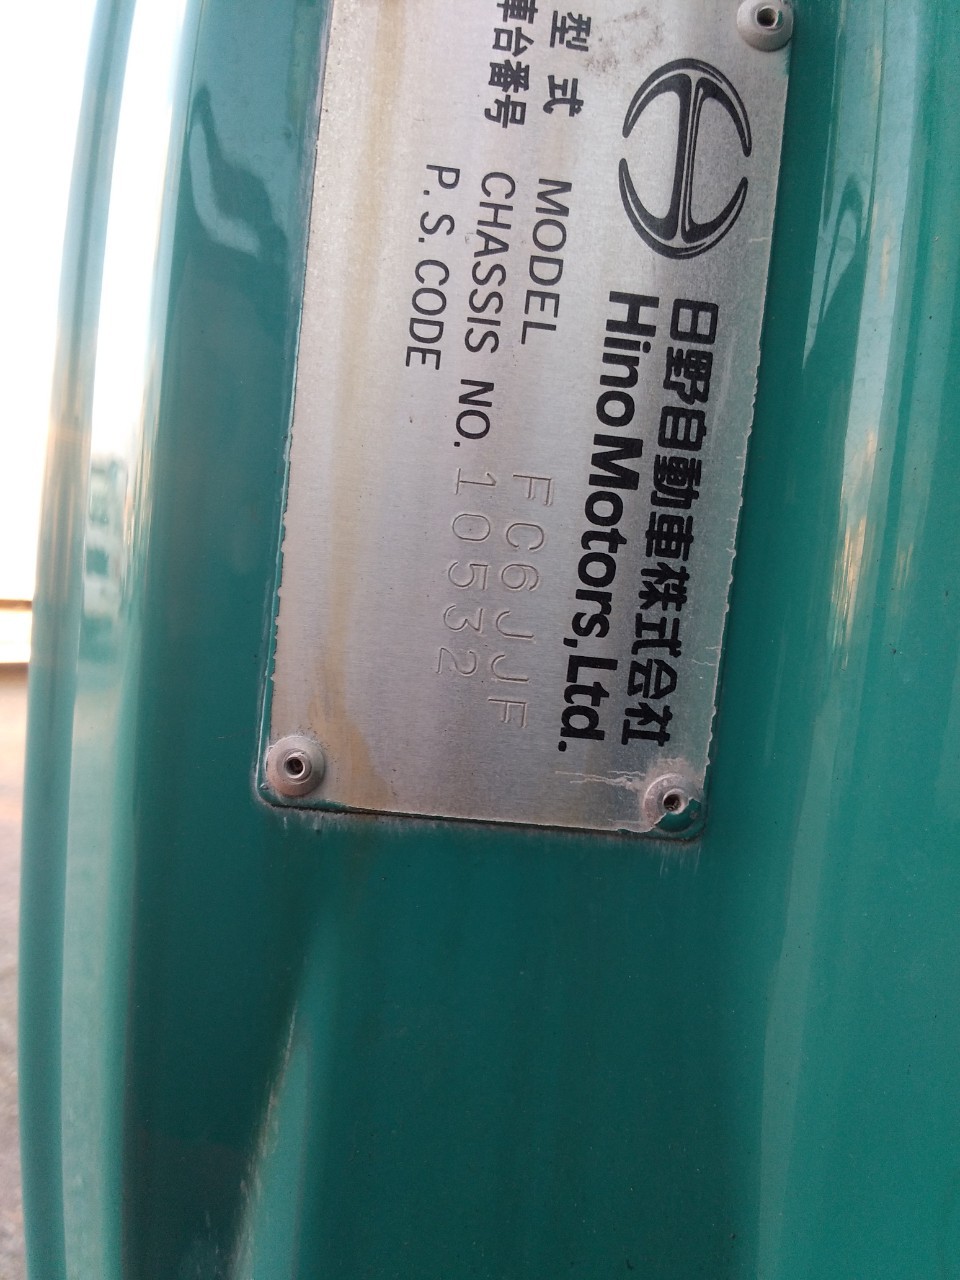 日野自動車株式会社
Hino Motors, Ltd.
型式 MODEL FC6JJF
車台番号 CHASSIS NO. 10532
P. S. CODE